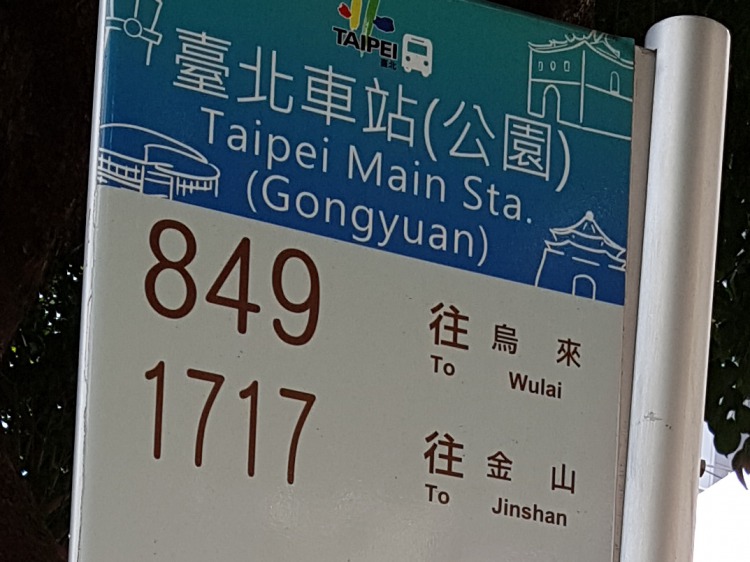 TAIPEI
臺北
臺北車站(公園)
Taipei Main Sta.
(Gongyuan)
849 往 烏來
To Wulai
1717 往 金山
To Jinshan